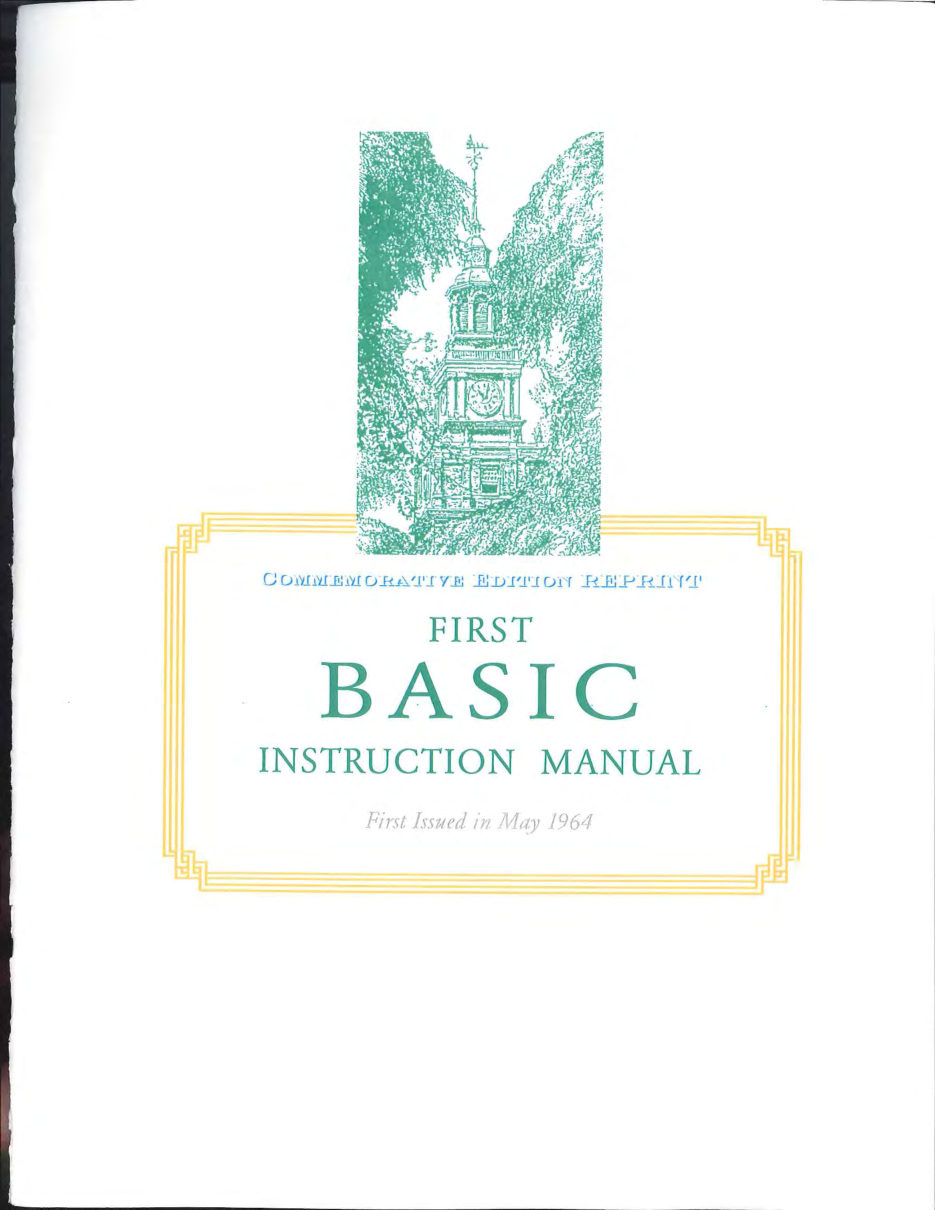 COMMEMORATIVE EDITION REPRINT
FIRST
BASIC
INSTRUCTION MANUAL
First Issued in May 1964